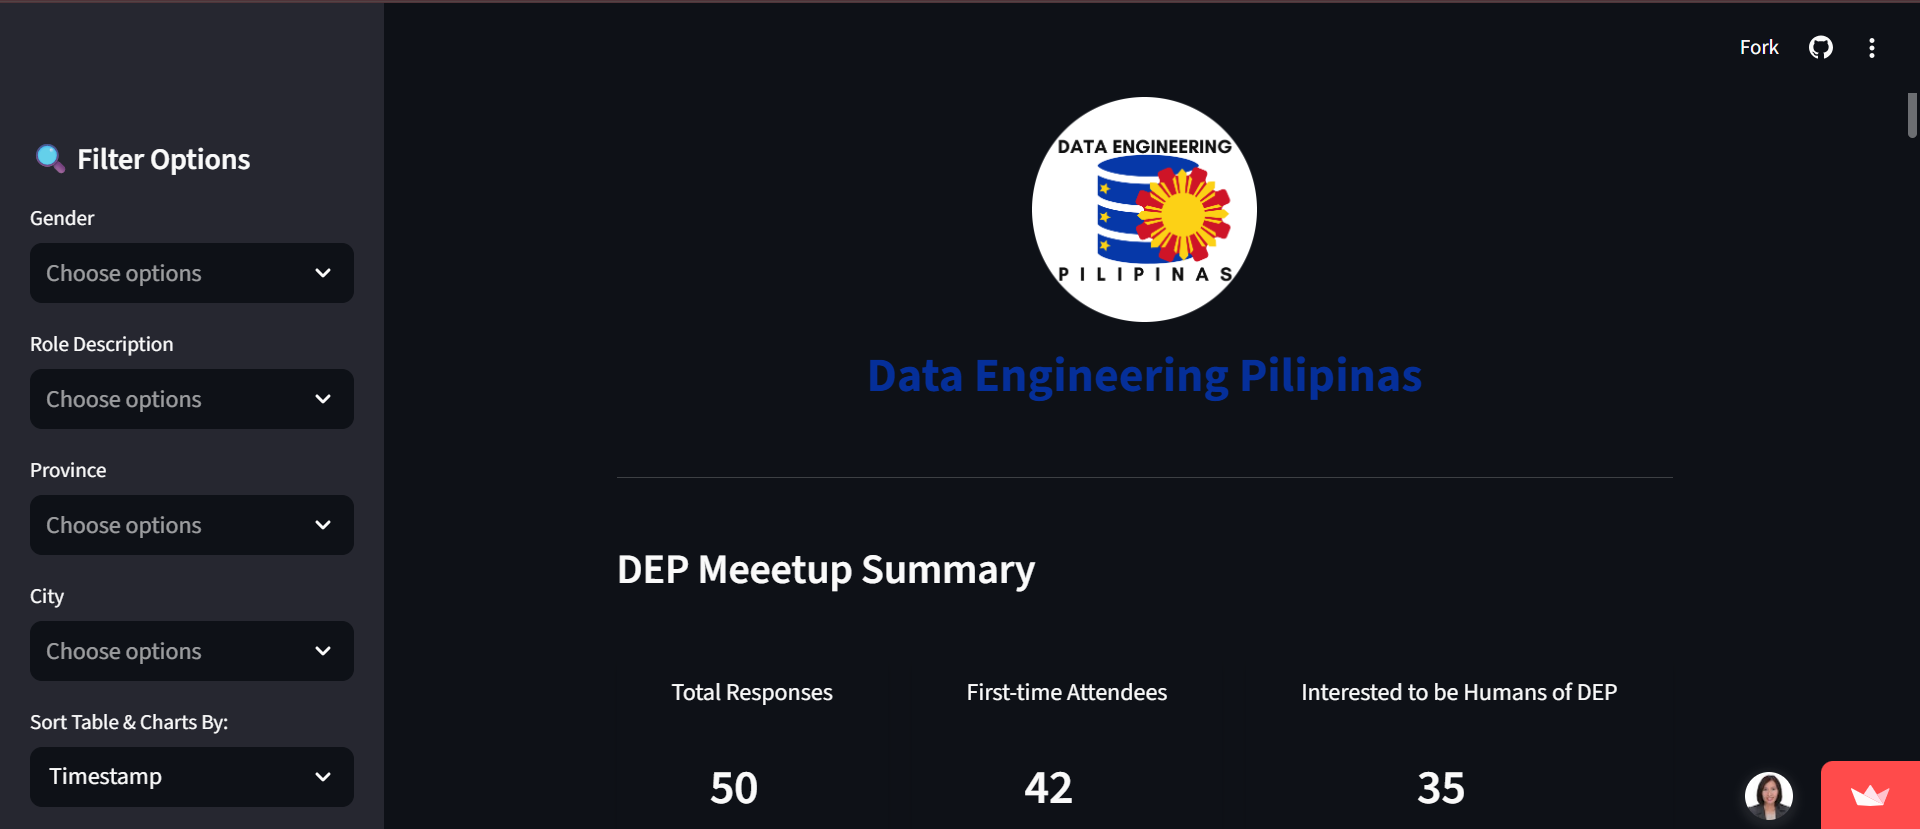 Fork
🔍 Filter Options
Gender
Choose options
Role Description
Choose options
Province
Choose options
City
Choose options
Sort Table & Charts By:
Timestamp
DATA ENGINEERING
PILIPINAS
Data Engineering Pilipinas
DEP Meeetup Summary
Total Responses
50
First-time Attendees
42
Interested to be Humans of DEP
35